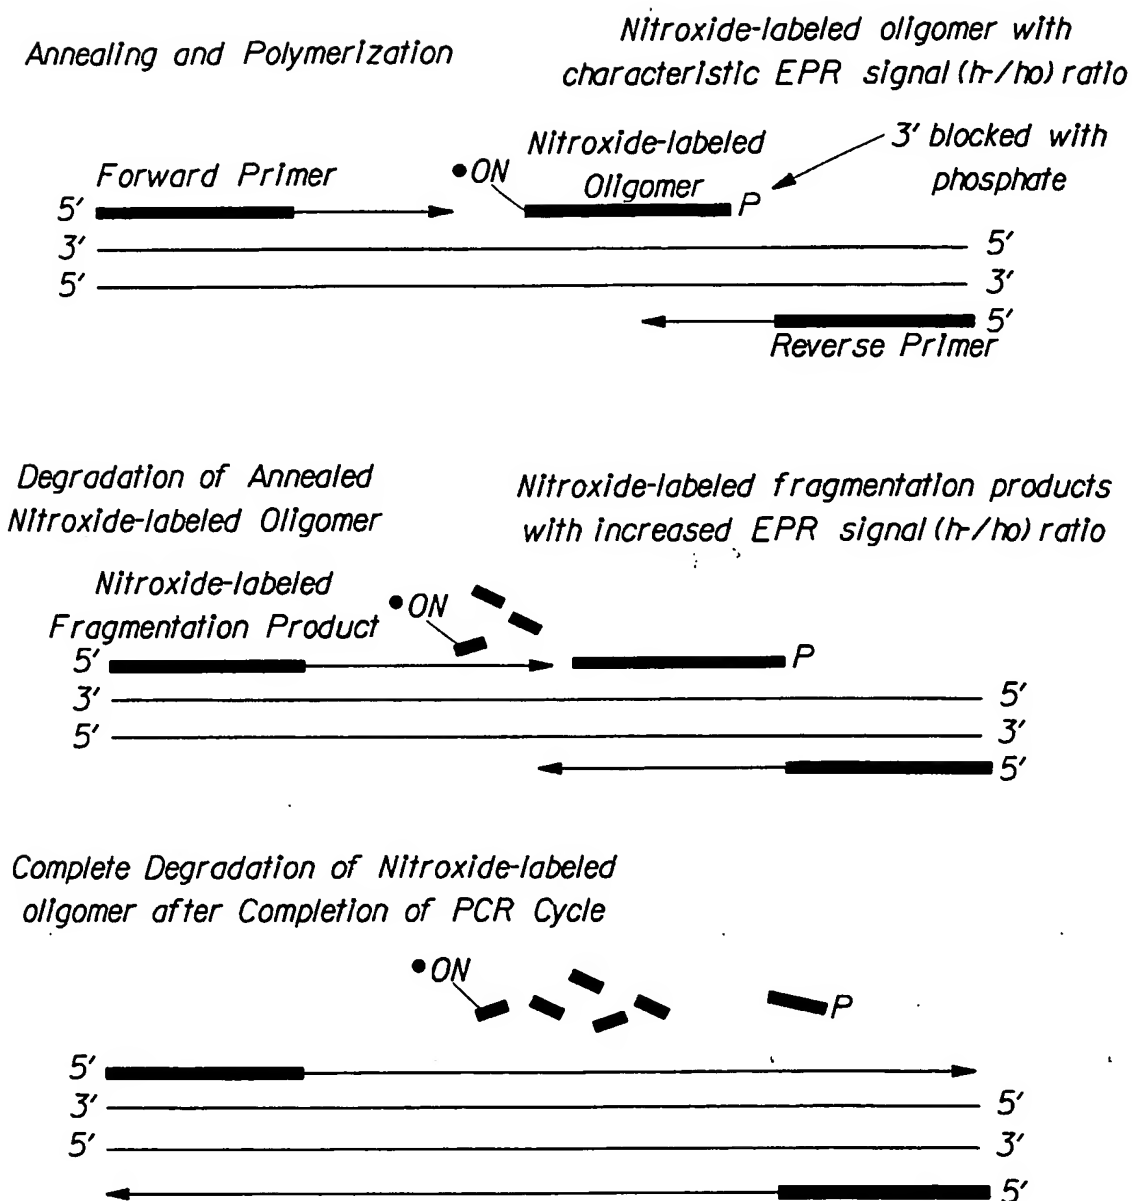 Annealing and Polymerization
Nitroxide-labeled oligomer with
characteristic EPR signal (h-/ho) ratio
Forward Primer
•ON
Nitroxide-labeled
Oligomer
P
3' blocked with
phosphate
5'
3' 5'
5' 3'
5'
Reverse Primer
Degradation of Annealed
Nitroxide-labeled Oligomer
Nitroxide-labeled fragmentation products
with increased EPR signal (h-/ho) ratio
Nitroxide-labeled
Fragmentation Product
•ON
5' P
3' 5'
5' 3'
5'
Complete Degradation of Nitroxide-labeled
oligomer after Completion of PCR Cycle
•ON
P
5'
3' 5'
5' 3'
5'